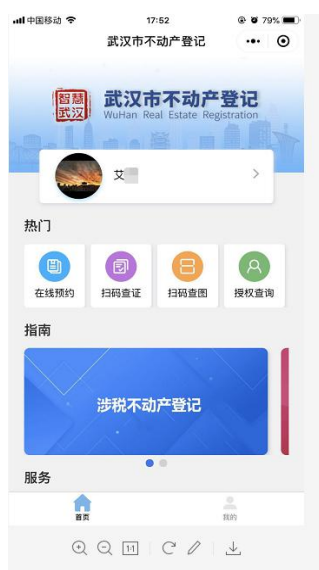 中国移动 17:52 79%
武汉市不动产登记
智慧武汉 武汉市不动产登记
WuHan Real Estate Registration
艾
热门
在线预约 扫码查证 扫码查图 授权查询
指南
涉税不动产登记
服务
首页 我的
1:1